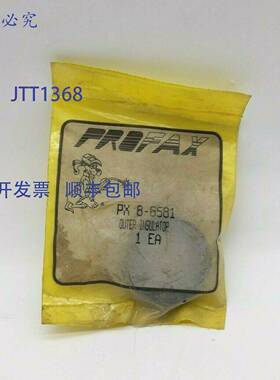 必究
JTT1368
PROFAX
开发票 顺丰包邮
PX 8-6581
OUTER INSULATOR
1 EA